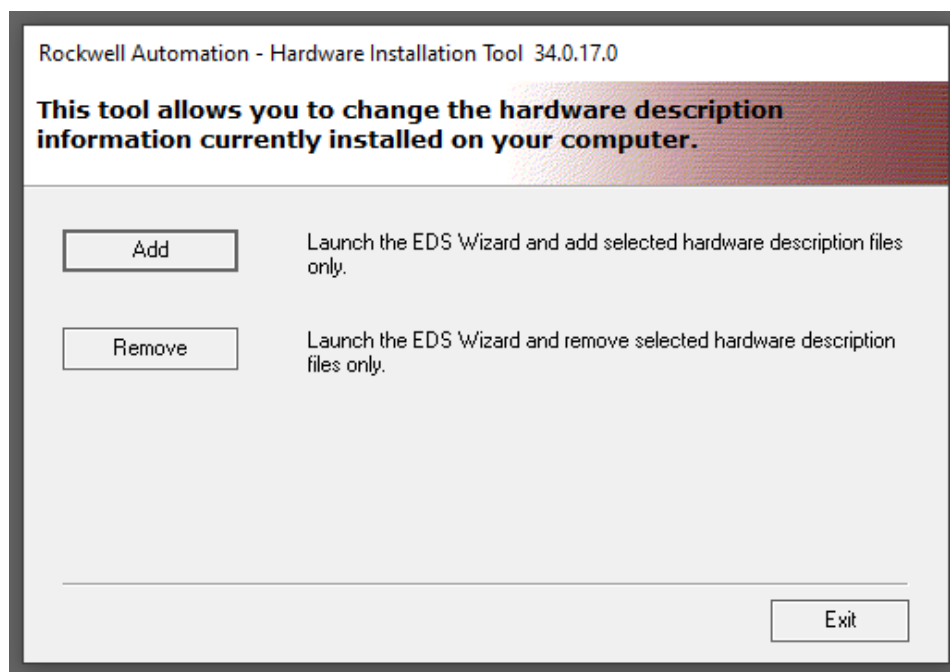 Rockwell Automation - Hardware Installation Tool 34.0.17.0
This tool allows you to change the hardware description
information currently installed on your computer.
Add
Launch the EDS Wizard and add selected hardware description files
only.
Remove
Launch the EDS Wizard and remove selected hardware description
files only.
Exit